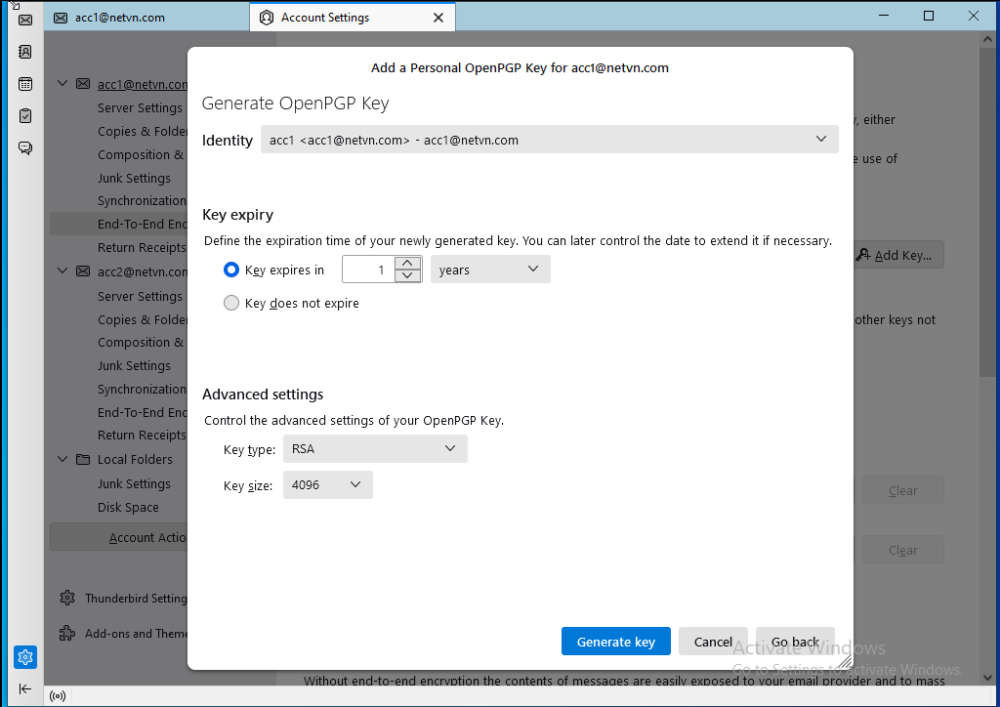 acc1@netvn.com
Account Settings
acc1@netvn.com
Server Settings
Copies & Folde
Composition &
Junk Settings
Synchronization
End-To-End Enc
Return Receipts
acc2@netvn.com
Server Settings
Copies & Folde
Composition &
Junk Settings
Synchronization
End-To-End Enc
Return Receipts
Local Folders
Junk Settings
Disk Space
Account Actio
Thunderbird Setting
Add-ons and Theme
Add a Personal OpenPGP Key for acc1@netvn.com
Generate OpenPGP Key
Identity acc1 <acc1@netvn.com> - acc1@netvn.com
Key expiry
Define the expiration time of your newly generated key. You can later control the date to extend it if necessary.
Key expires in 1 years
Key does not expire
Advanced settings
Control the advanced settings of your OpenPGP Key.
Key type: RSA
Key size: 4096
Generate key Cancel Go back
, either
e use of
Add Key...
other keys not
Clear
Clear
Activate Windows
Go to Settings to activate Windows.
Without end-to-end encryption the contents of messages are easily exposed to your email provider and to mass